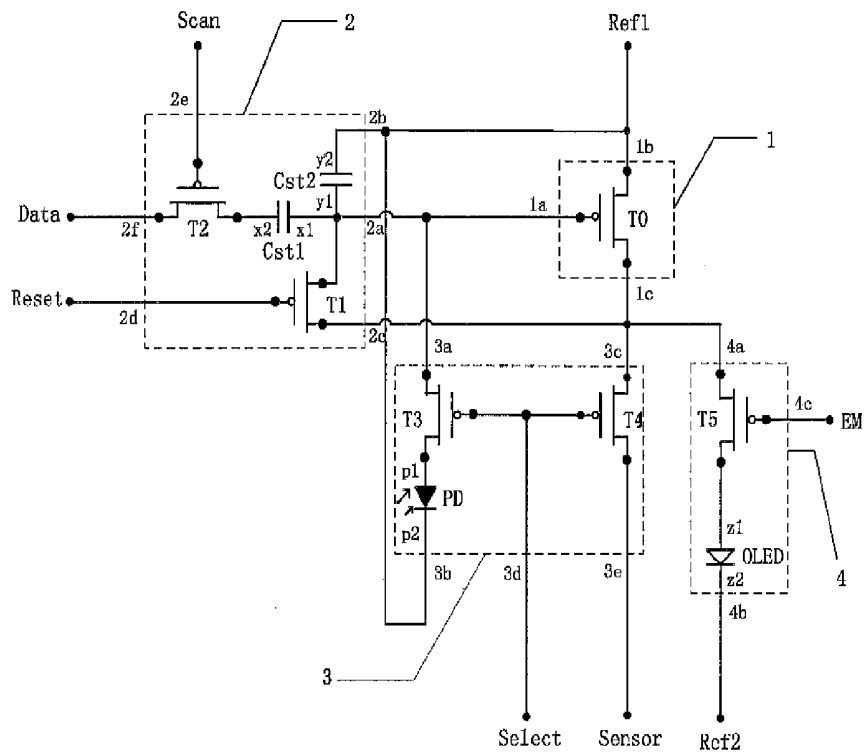 Scan
2
Ref1
2e
2b
1
y2
1b
Cst2
y1
1a
T0
Data
2f
T2
x2
x1
2a
Cst1
Reset
T1
1c
2d
2c
3a
3c
4a
T3
T4
T5
4c
EM
p1
PD
p2
z1
OLED
z2
3b
3d
3e
4b
4
3
Select
Sensor
Ref2